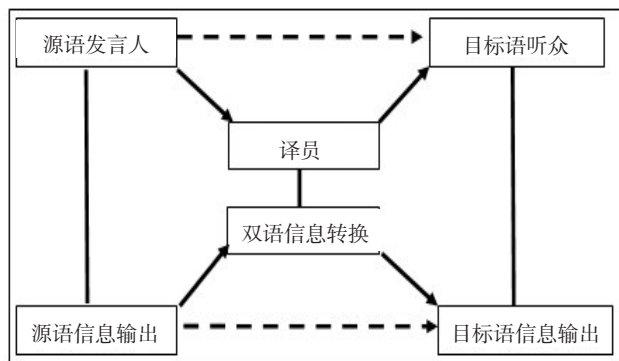 源语发言人
目标语听众
译员
双语信息转换
源语信息输出
目标语信息输出